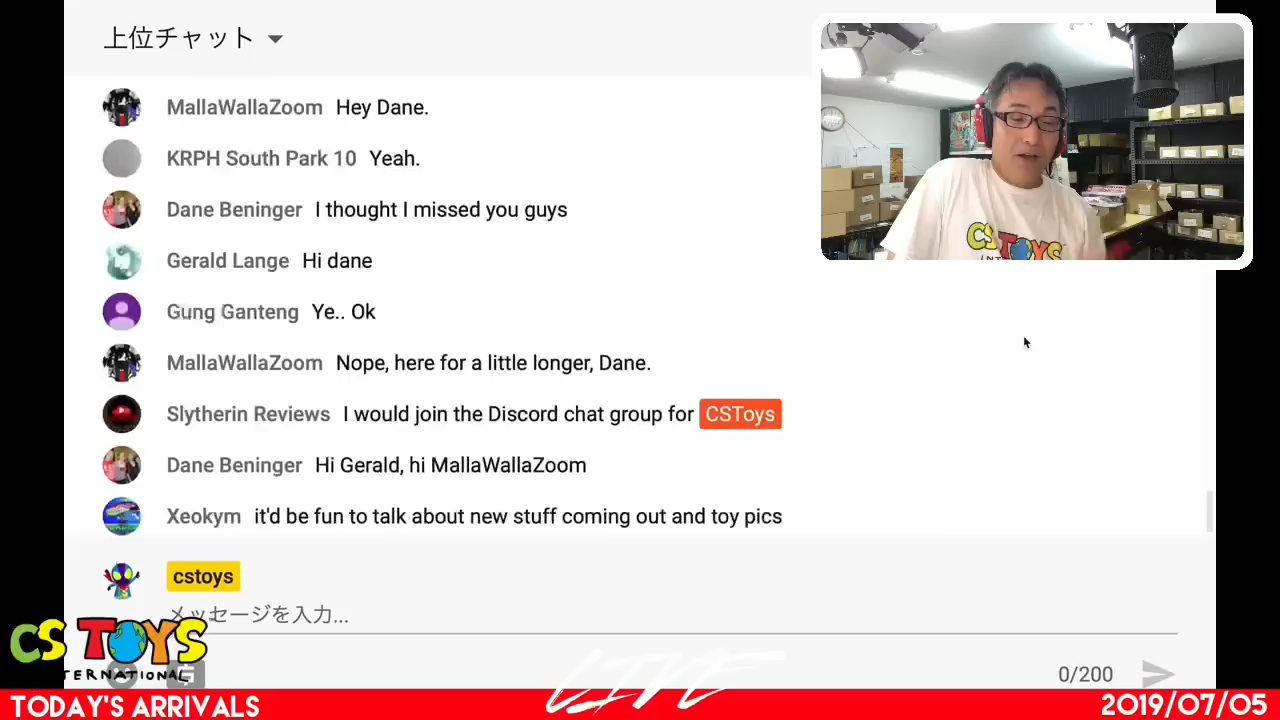 上位チャット
MallaWallaZoom Hey Dane.
KRPH South Park 10 Yeah.
Dane Beninger I thought I missed you guys
Gerald Lange Hi dane
Gung Ganteng Ye.. Ok
MallaWallaZoom Nope, here for a little longer, Dane.
Slytherin Reviews I would join the Discord chat group for CSToys
Dane Beninger Hi Gerald, hi MallaWallaZoom
Xeokym it'd be fun to talk about new stuff coming out and toy pics
cstoys
メッセージを入力...
0/200
CS TOYS
INTERNATIONAL
LIVE
TODAY'S ARRIVALS
2019/07/05
CS TOYS